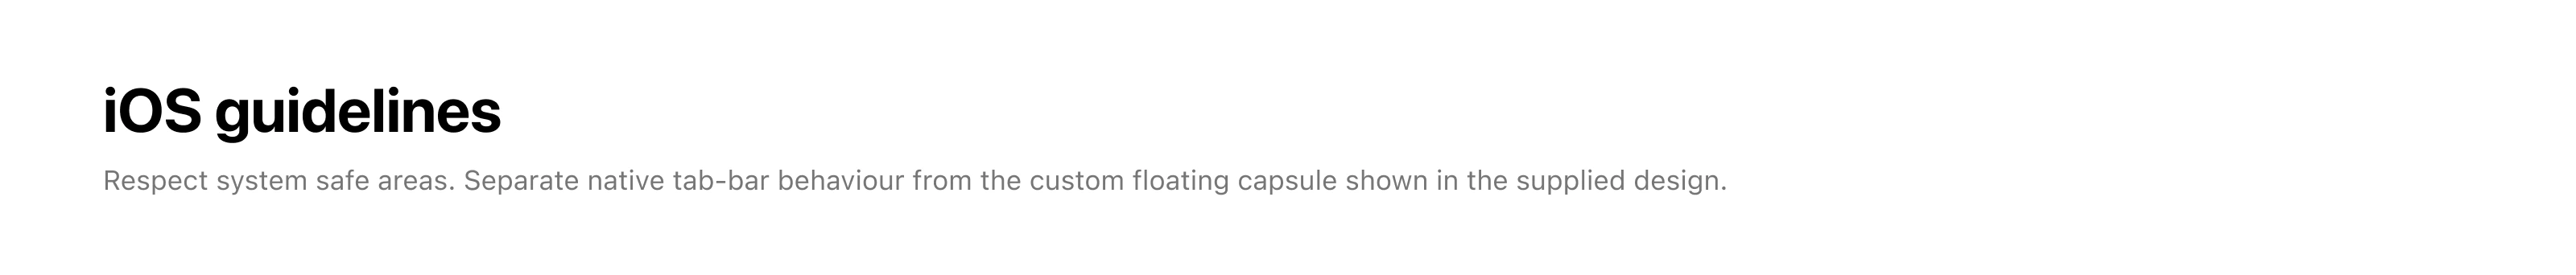 iOS guidelines
Respect system safe areas. Separate native tab-bar behaviour from the custom floating capsule shown in the supplied design.